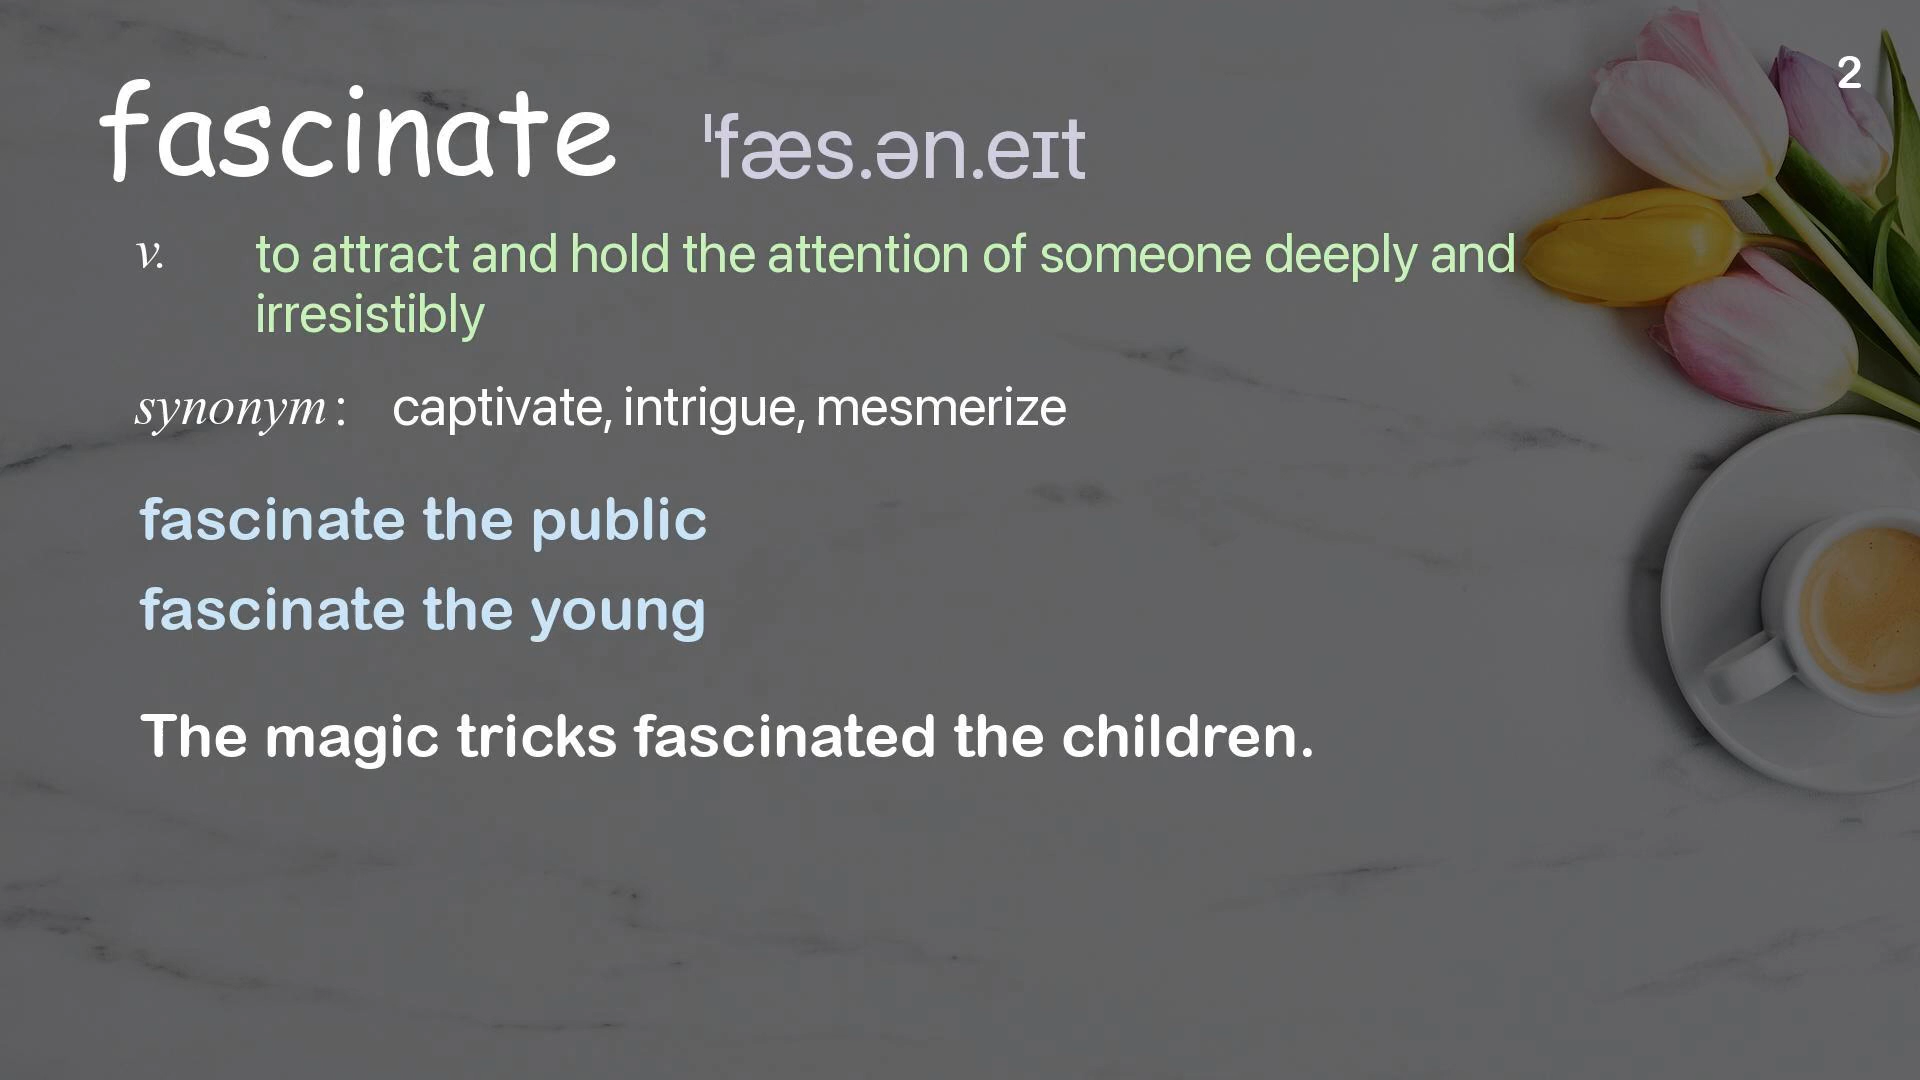 2
fascinate ˈfæs.ən.eɪt
v. to attract and hold the attention of someone deeply and
irresistibly
synonym: captivate, intrigue, mesmerize
fascinate the public
fascinate the young
The magic tricks fascinated the children.